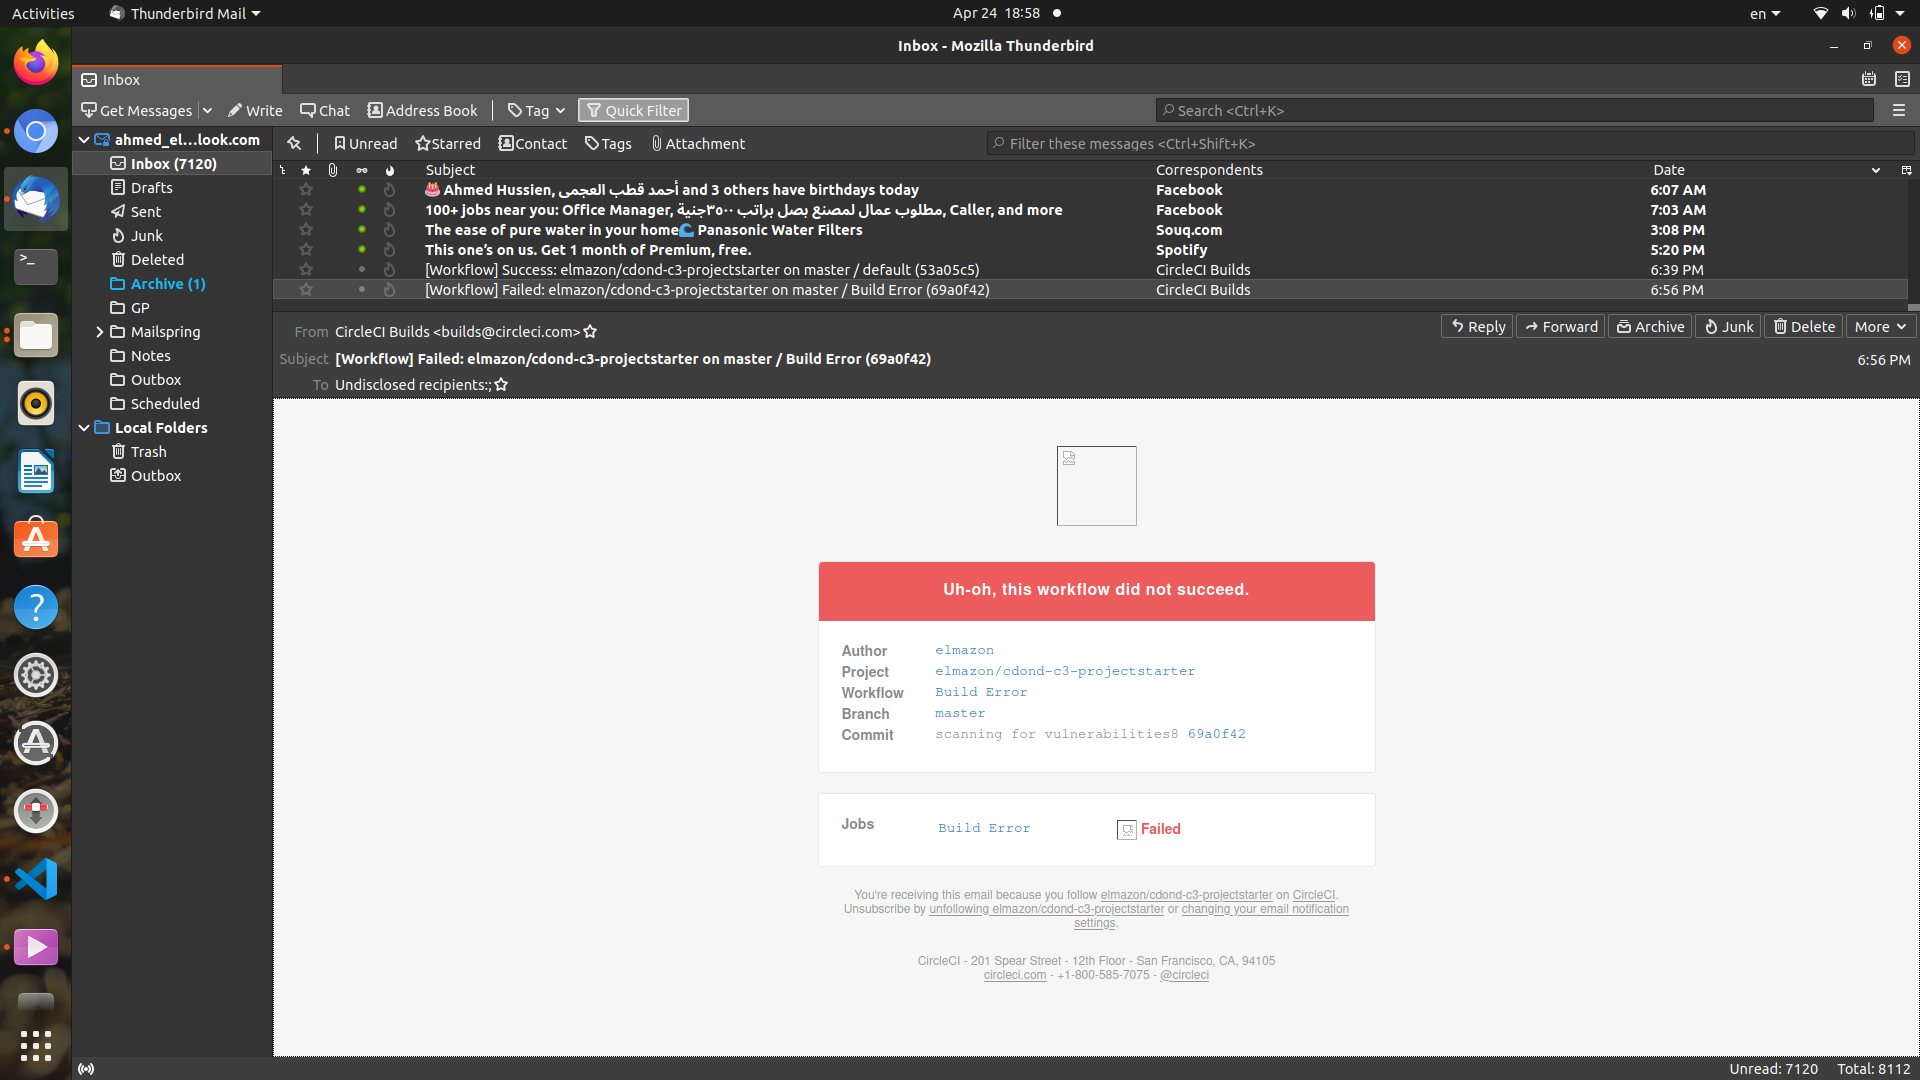 Activities Thunderbird Mail Apr 24 18:58 en
Inbox - Mozilla Thunderbird
Inbox
Get Messages Write Chat Address Book Tag Quick Filter Search <Ctrl+K>
ahmed_el...look.com
Inbox (7120)
Drafts
Sent
Junk
Deleted
Archive (1)
GP
Mailspring
Notes
Outbox
Scheduled
Local Folders
Trash
Outbox
Unread Starred Contact Tags Attachment Filter these messages <Ctrl+Shift+K>
Subject Correspondents Date
🎂 Ahmed Hussien, أحمد قطب العجمى and 3 others have birthdays today Facebook 6:07 AM
100+ jobs near you: Office Manager, مطلوب عمال لمصنع بصل براتب ٣٥٠٠جنية, Caller, and more Facebook 7:03 AM
The ease of pure water in your home🌊 Panasonic Water Filters Souq.com 3:08 PM
This one’s on us. Get 1 month of Premium, free. Spotify 5:20 PM
[Workflow] Success: elmazon/cdond-c3-projectstarter on master / default (53a05c5) CircleCI Builds 6:39 PM
[Workflow] Failed: elmazon/cdond-c3-projectstarter on master / Build Error (69a0f42) CircleCI Builds 6:56 PM
From CircleCI Builds <builds@circleci.com> Reply Forward Archive Junk Delete More
Subject [Workflow] Failed: elmazon/cdond-c3-projectstarter on master / Build Error (69a0f42) 6:56 PM
To Undisclosed recipients:;
Uh-oh, this workflow did not succeed.
Author elmazon
Project elmazon/cdond-c3-projectstarter
Workflow Build Error
Branch master
Commit scanning for vulnerabilities8 69a0f42
Jobs Build Error Failed
You're receiving this email because you follow elmazon/cdond-c3-projectstarter on CircleCI.
Unsubscribe by unfollowing elmazon/cdond-c3-projectstarter or changing your email notification
settings.
CircleCI - 201 Spear Street - 12th Floor - San Francisco, CA, 94105
circleci.com - +1-800-585-7075 - @circleci
Unread: 7120 Total: 8112